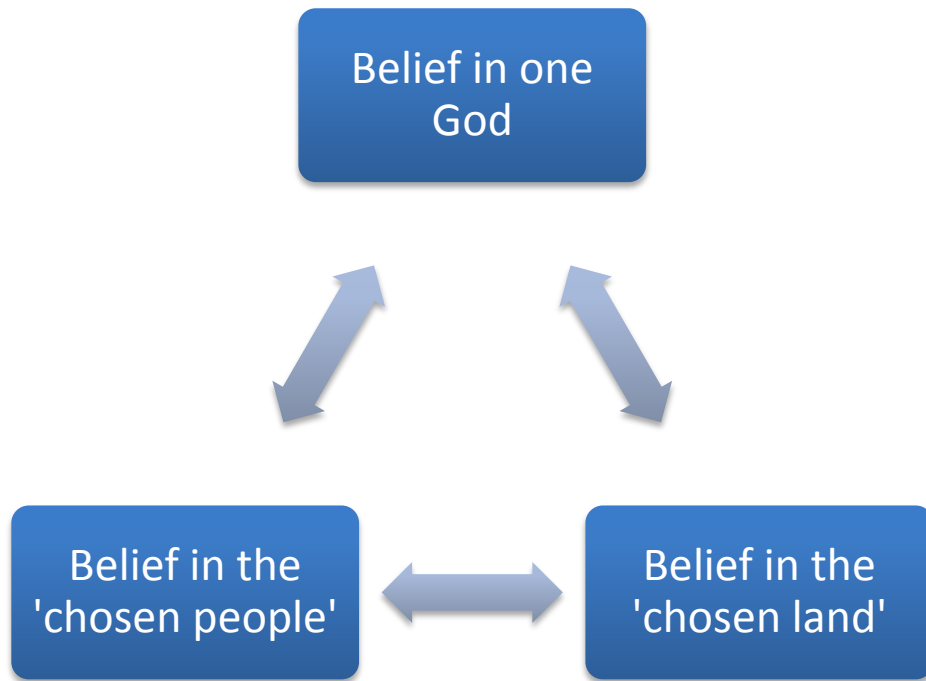 Belief in one
God
Belief in the
'chosen people'
Belief in the
'chosen land'